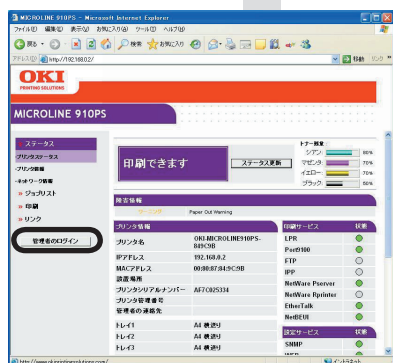 MICROLINE 910PS - Microsoft Internet Explorer
ファイル(F) 編集(E) 表示(V) お気に入り(A) ツール(T) ヘルプ(H)
戻る 検索 お気に入り
アドレス(D) http://192.168.0.2/ 移動 リンク
OKI
PRINTING SOLUTIONS
MICROLINE 910PS
ステータス
プリンタステータス
プリンタ情報
ネットワーク情報
ジョブリスト
印刷
リンク
管理者のログイン
印刷できます
ステータス更新
トナー残量
シアン 80%
マゼンタ 70%
イエロー 70%
ブラック
障害情報
Paper Out Warning
プリンタ情報
プリンタ名 OKI-MICROLINE910PS-849C9B
IPアドレス 192.168.0.2
MACアドレス 00:80:87:84:9C:9B
設置場所
プリンタシリアルナンバー AF7C025334
プリンタ管理番号
管理者の連絡先
トレイ1 A4 横送り
トレイ2 A4 横送り
トレイ3 A4 横送り
印刷サービス 状態
LPR
Port9100
FTP
IPP
NetWare Pserver
NetWare Rprinter
EtherTalk
NetBEUI
設定サービス 状態
SNMP
WEB